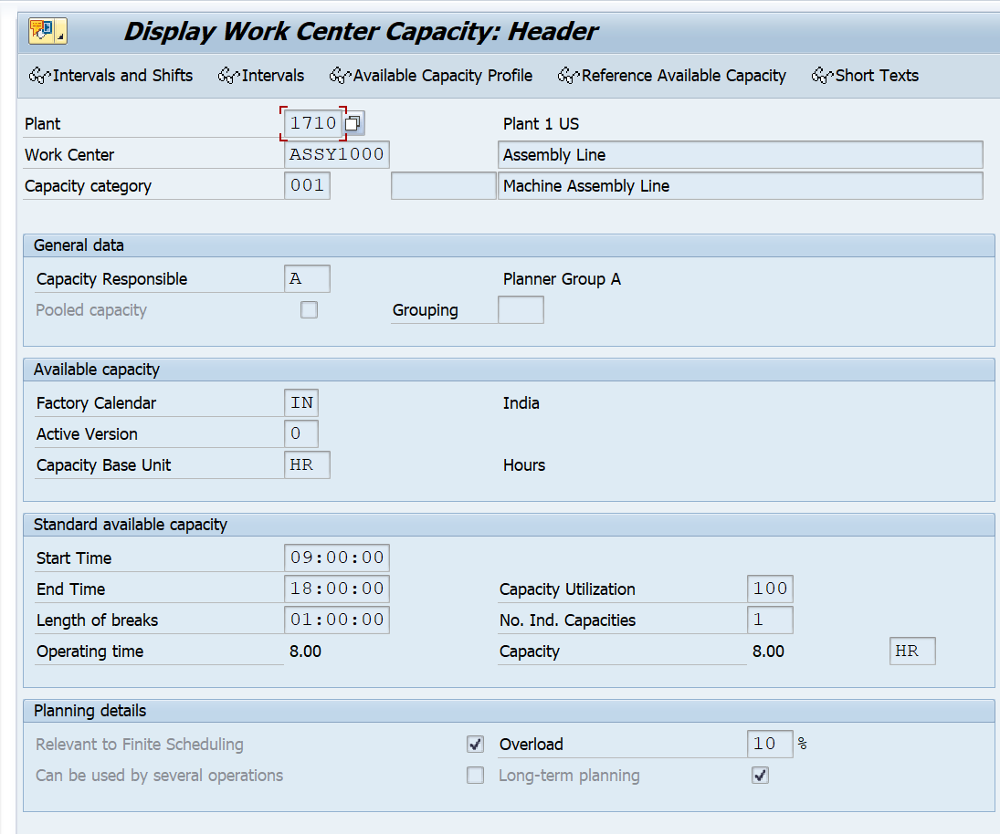 Display Work Center Capacity: Header
Intervals and Shifts Intervals Available Capacity Profile Reference Available Capacity Short Texts
Plant 1710 Plant 1 US
Work Center ASSY1000 Assembly Line
Capacity category 001 Machine Assembly Line
General data
Capacity Responsible A Planner Group A
Pooled capacity Grouping
Available capacity
Factory Calendar IN India
Active Version 0
Capacity Base Unit HR Hours
Standard available capacity
Start Time 09:00:00
End Time 18:00:00 Capacity Utilization 100
Length of breaks 01:00:00 No. Ind. Capacities 1
Operating time 8.00 Capacity 8.00 HR
Planning details
Relevant to Finite Scheduling Overload 10 %
Can be used by several operations Long-term planning